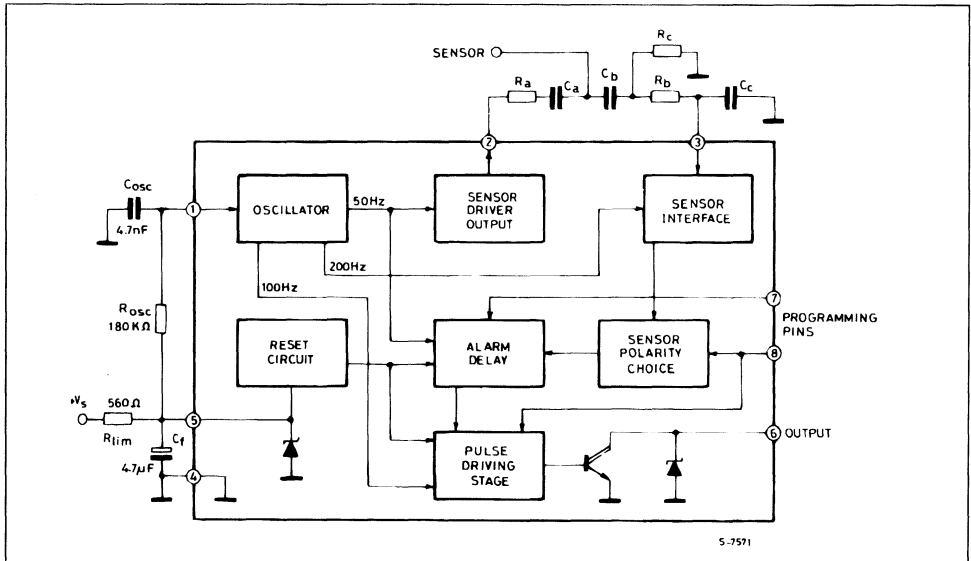 SENSOR
Rc
Ra
Ca
Cb
Rb
Cc
2
3
Cosc
4.7nF
1
OSCILLATOR
50Hz
SENSOR
DRIVER
OUTPUT
SENSOR
INTERFACE
200Hz
100Hz
7
PROGRAMMING
PINS
Rosc
180KΩ
RESET
CIRCUIT
ALARM
DELAY
SENSOR
POLARITY
CHOICE
8
+Vs
560Ω
Rlim
5
Cf
4.7µF
4
PULSE
DRIVING
STAGE
6
OUTPUT
S-7571